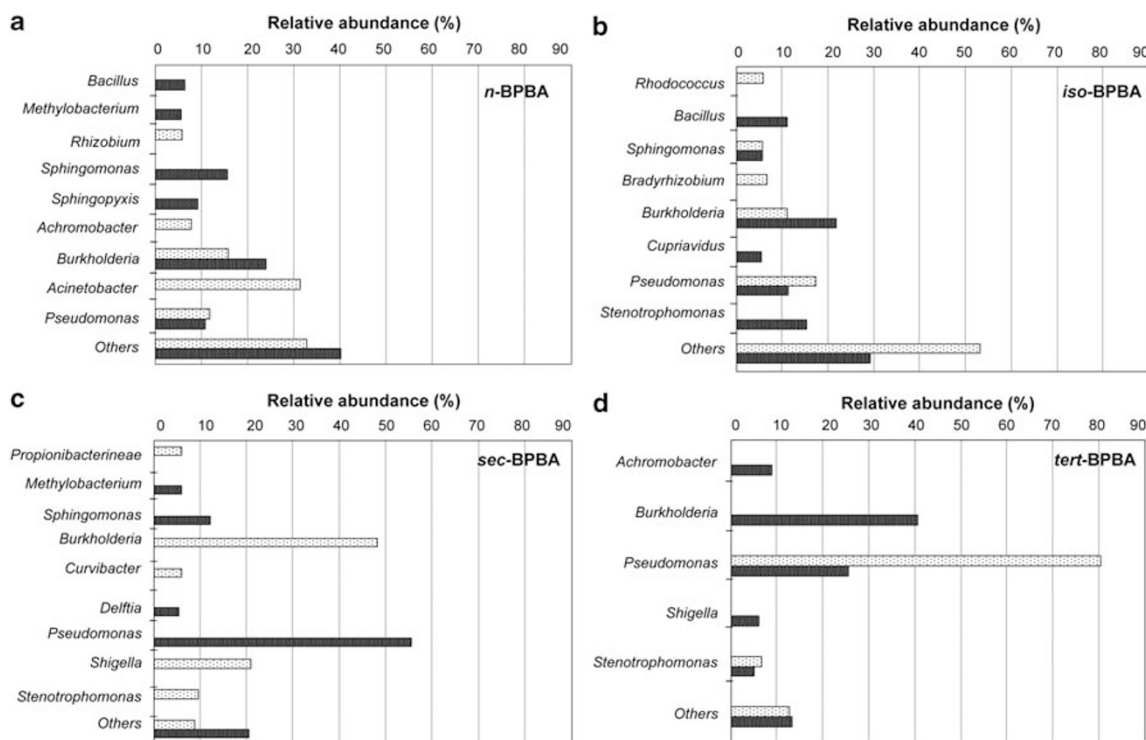 a
Relative abundance (%)
0 10 20 30 40 50 60 70 80 90
n-BPBA
Bacillus
Methylobacterium
Rhizobium
Sphingomonas
Sphingopyxis
Achromobacter
Burkholderia
Acinetobacter
Pseudomonas
Others
b
Relative abundance (%)
0 10 20 30 40 50 60 70 80 90
iso-BPBA
Rhodococcus
Bacillus
Sphingomonas
Bradyrhizobium
Burkholderia
Cupriavidus
Pseudomonas
Stenotrophomonas
Others
c
Relative abundance (%)
0 10 20 30 40 50 60 70 80 90
sec-BPBA
Propionibacterineae
Methylobacterium
Sphingomonas
Burkholderia
Curvibacter
Delftia
Pseudomonas
Shigella
Stenotrophomonas
Others
d
Relative abundance (%)
0 10 20 30 40 50 60 70 80 90
tert-BPBA
Achromobacter
Burkholderia
Pseudomonas
Shigella
Stenotrophomonas
Others